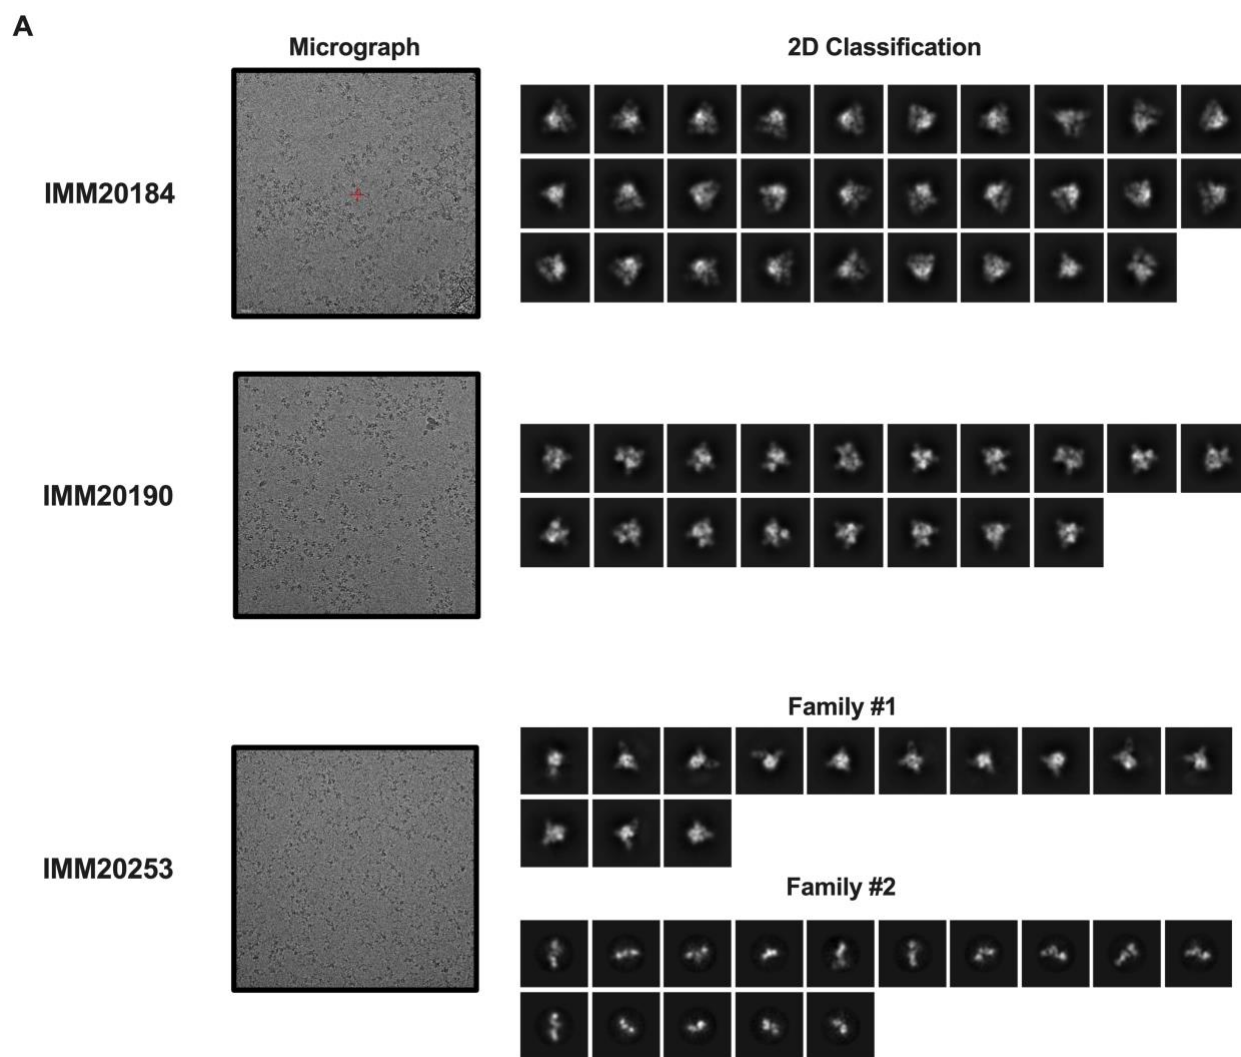 A
Micrograph
2D Classification
IMM20184
IMM20190
Family #1
IMM20253
Family #2